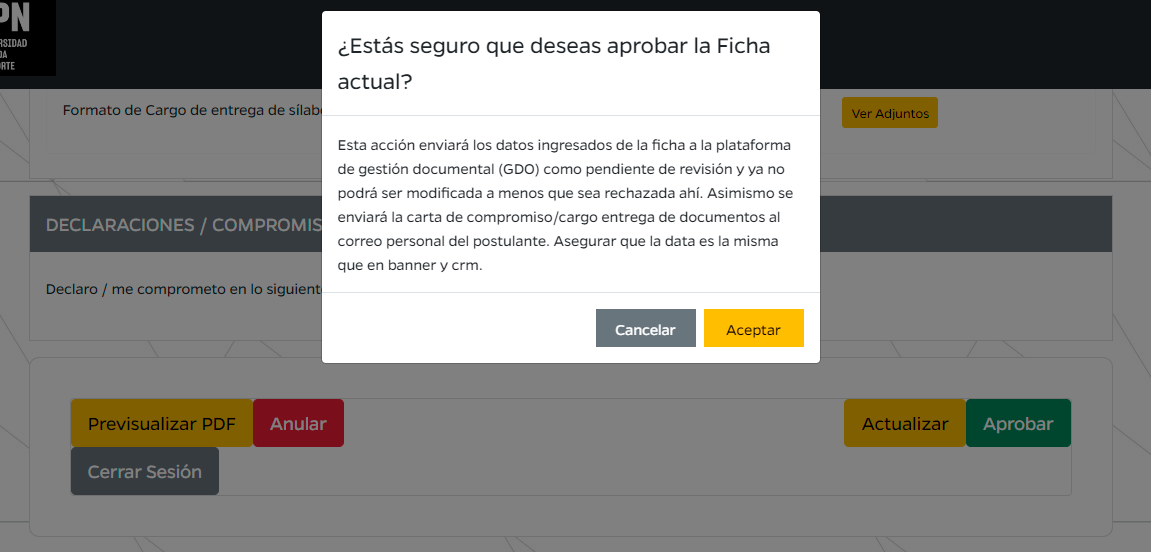 PN
¿Estás seguro que deseas aprobar la Ficha
actual?
Formato de Cargo de entrega de
Ver Adjuntos
Esta acción enviará los datos ingresados de la ficha a la plataforma
de gestión documental (GDO) como pendiente de revisión y ya no
podrá ser modificada a menos que sea rechazada ahí. Asimismo se
enviará la carta de compromiso/cargo entrega de documentos al
correo personal del postulante. Asegurar que la data es la misma
que en banner y crm.
DECLARACIONES / COMPROMIS
Declaro / me comprometo en lo siguient
Cancelar
Aceptar
Previsualizar PDF
Anular
Actualizar
Aprobar
Cerrar Sesión